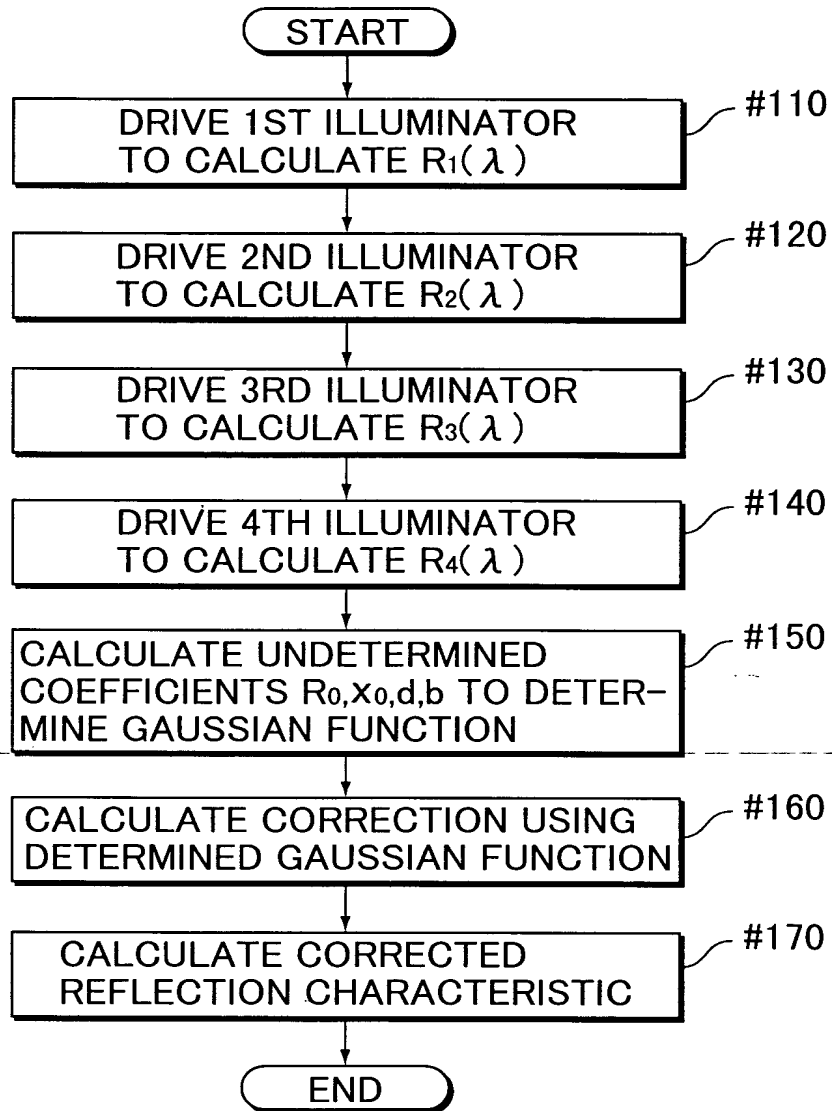 START
#110
DRIVE 1ST ILLUMINATOR
TO CALCULATE R₁(λ)
#120
DRIVE 2ND ILLUMINATOR
TO CALCULATE R₂(λ)
#130
DRIVE 3RD ILLUMINATOR
TO CALCULATE R₃(λ)
#140
DRIVE 4TH ILLUMINATOR
TO CALCULATE R₄(λ)
#150
CALCULATE UNDETERMINED
COEFFICIENTS R₀,x₀,d,b TO DETER-
MINE GAUSSIAN FUNCTION
#160
CALCULATE CORRECTION USING
DETERMINED GAUSSIAN FUNCTION
#170
CALCULATE CORRECTED
REFLECTION CHARACTERISTIC
END